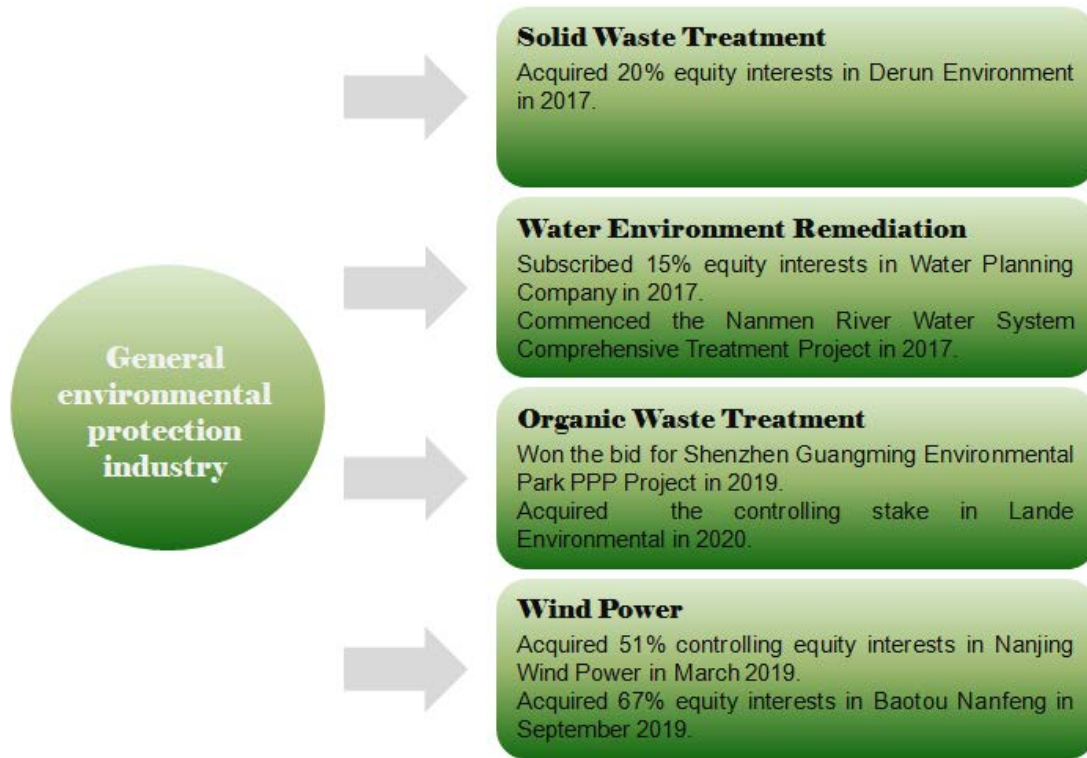 General
environmental
protection
industry
Solid Waste Treatment
Acquired 20% equity interests in Derun Environment
in 2017.
Water Environment Remediation
Subscribed 15% equity interests in Water Planning
Company in 2017.
Commenced the Nanmen River Water System
Comprehensive Treatment Project in 2017.
Organic Waste Treatment
Won the bid for Shenzhen Guangming Environmental
Park PPP Project in 2019.
Acquired the controlling stake in Lande
Environmental in 2020.
Wind Power
Acquired 51% controlling equity interests in Nanjing
Wind Power in March 2019.
Acquired 67% equity interests in Baotou Nanfeng in
September 2019.